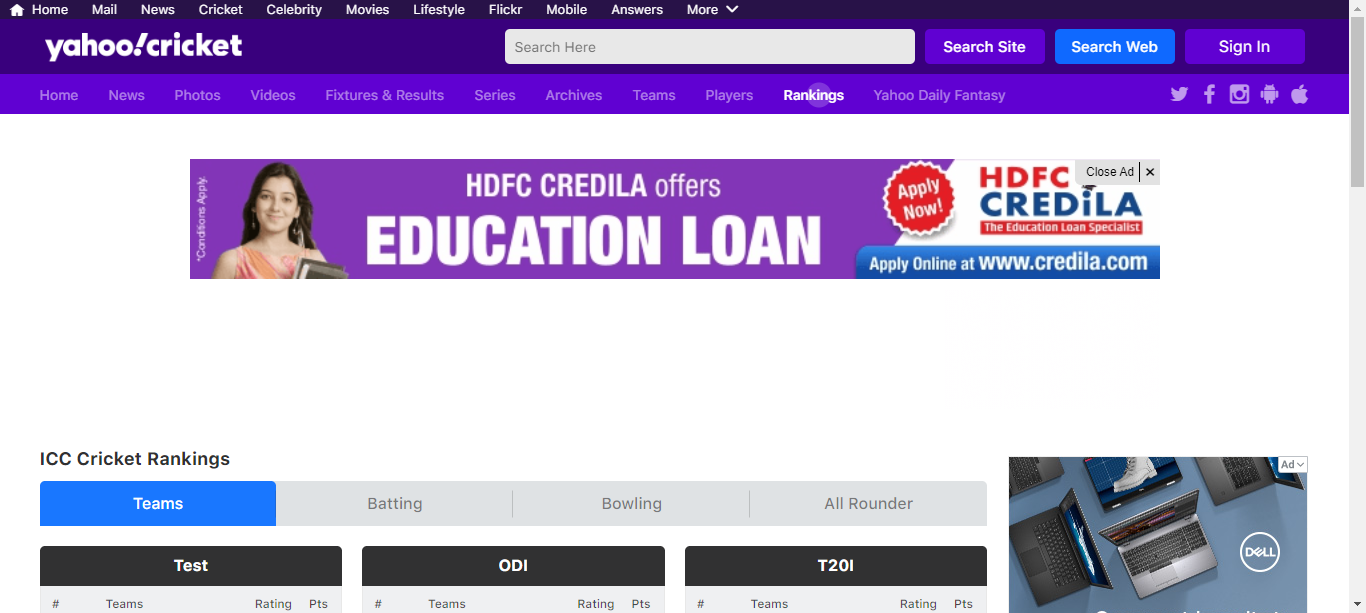 Home Mail News Cricket Celebrity Movies Lifestyle Flickr Mobile Answers More
yahoo!cricket
Search Here
Search Site
Search Web
Sign In
Home News Photos Videos Fixtures & Results Series Archives Teams Players Rankings Yahoo Daily Fantasy
*Conditions Apply.
HDFC CREDILA offers
EDUCATION LOAN
Apply
Now!
Close Ad
HDFC
CREDiLA
The Education Loan Specialist
Apply Online at www.credila.com
ICC Cricket Rankings
Teams Batting Bowling All Rounder
Test
# Teams Rating Pts
ODI
# Teams Rating Pts
T20I
# Teams Rating Pts
Ad
DELL